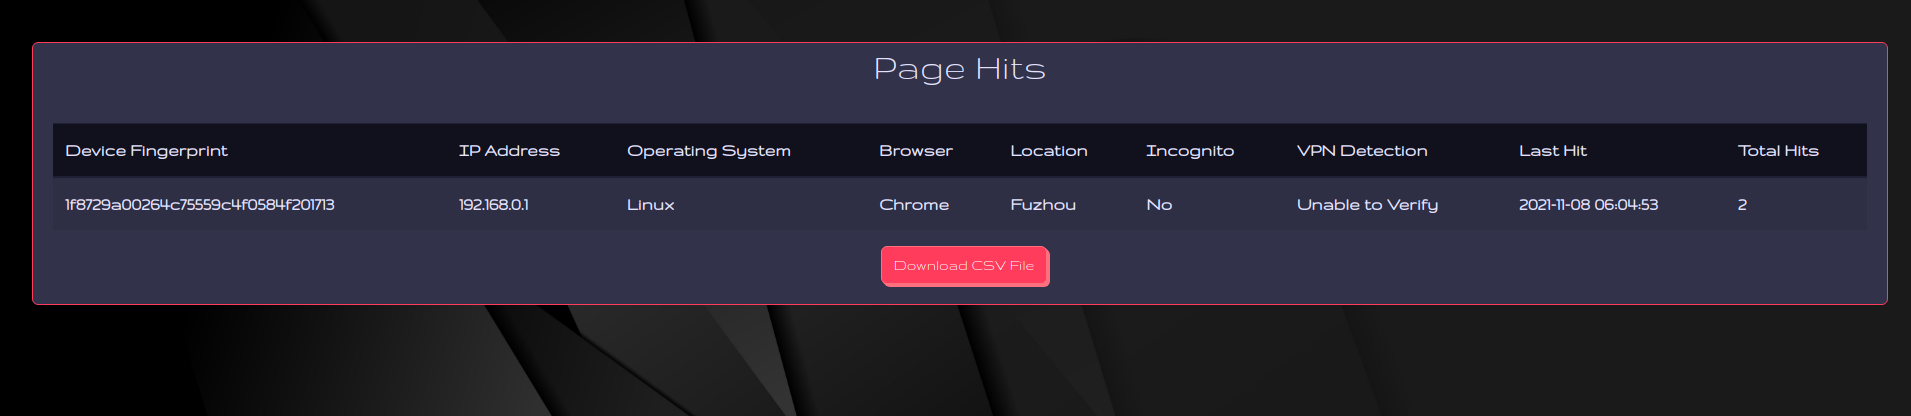 Page Hits
Device Fingerprint IP Address Operating System Browser Location Incognito VPN Detection Last Hit Total Hits
1f8729a00264c75559c4f0584f201713 192.168.0.1 Linux Chrome Fuzhou No Unable to Verify 2021-11-08 06:04:53 2
Download CSV File